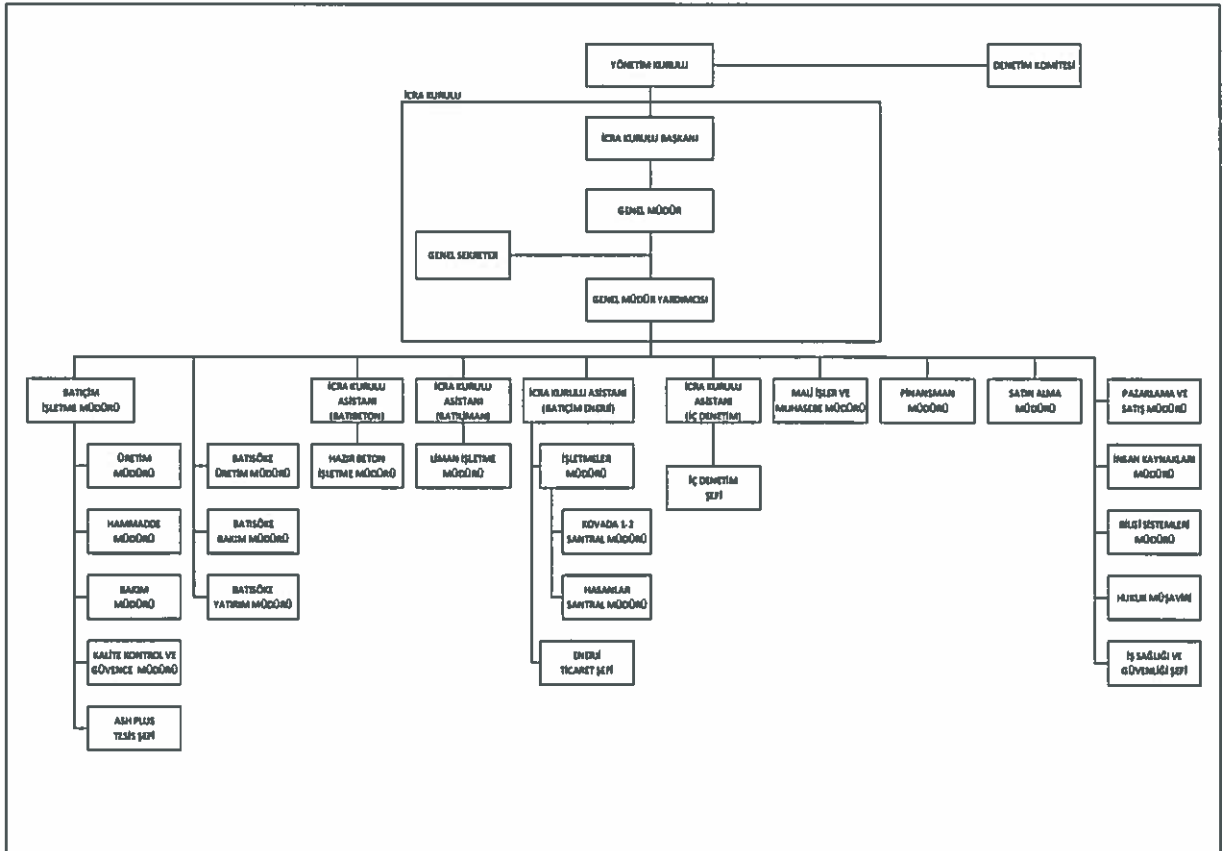 YÖNETİM KURULU
DENETİM KOMİTESİ
İCRA KURULU
İCRA KURULU BAŞKANI
GENEL MÜDÜR
GENEL SEKRETER
GENEL MÜDÜR YARDIMCISI
BATIÇİM
İŞLETME MÜDÜRÜ
İCRA KURULU
ASİSTANI
(BATIBETON)
İCRA KURULU
ASİSTANI
(BATILİMAN)
İCRA KURULU ASİSTANI
(BATIÇİM ENERJİ)
İCRA KURULU
ASİSTANI
(İÇ DENETİM)
MALİ İŞLER VE
MUHASEBE MÜDÜRÜ
FİNANSMAN
MÜDÜRÜ
SATIN ALMA
MÜDÜRÜ
PAZARLAMA VE
SATIŞ MÜDÜRÜ
ÜRETİM
MÜDÜRÜ
BATISÖKE
ÜRETİM MÜDÜRÜ
HAZIR BETON
İŞLETME MÜDÜRÜ
LİMAN İŞLETME
MÜDÜRÜ
İŞLETMELER
MÜDÜRÜ
İÇ DENETİM
ŞEFİ
İNSAN KAYNAKLARI
MÜDÜRÜ
HAMMADDE
MÜDÜRÜ
BATISÖKE
BAKIM MÜDÜRÜ
KOVADA 1-2
SANTRAL MÜDÜRÜ
BİLGİ SİSTEMLERİ
MÜDÜRÜ
BAKIM
MÜDÜRÜ
BATISÖKE
YATIRIM MÜDÜRÜ
HASANLAR
SANTRAL MÜDÜRÜ
HUKUK MÜŞAVİRİ
KALİTE KONTROL VE
GÜVENCE MÜDÜRÜ
ENERJİ
TİCARET ŞEFİ
İŞ SAĞLIĞI VE
GÜVENLİĞİ ŞEFİ
ASH PLUS
TESİS ŞEFİ